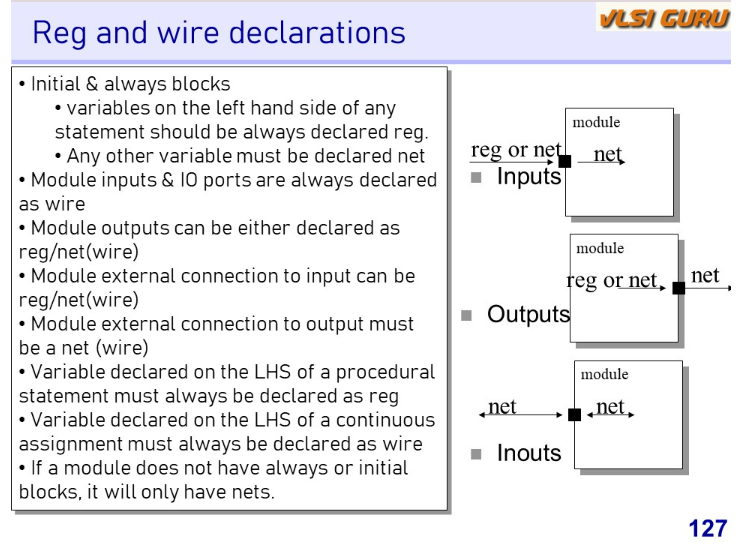 VLSI GURU
Reg and wire declarations
• Initial & always blocks
• variables on the left hand side of any
statement should be always declared reg.
• Any other variable must be declared net
• Module inputs & IO ports are always declared
as wire
• Module outputs can be either declared as
reg/net(wire)
• Module external connection to input can be
reg/net(wire)
• Module external connection to output must
be a net (wire)
• Variable declared on the LHS of a procedural
statement must always be declared as reg
• Variable declared on the LHS of a continuous
assignment must always be declared as wire
• If a module does not have always or initial
blocks, it will only have nets.
module
reg or net
net
Inputs
module
reg or net
net
Outputs
module
net
net
Inouts
127